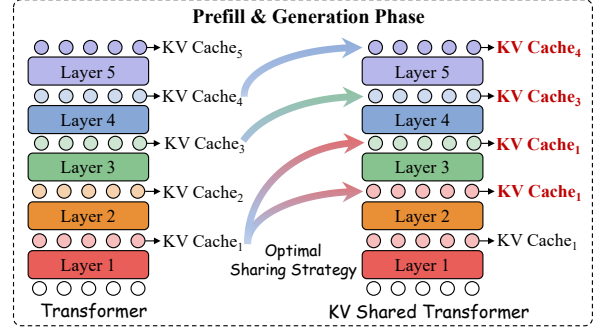 Prefill & Generation Phase
KV Cache₅
Layer 5
KV Cache₄
Layer 4
KV Cache₃
Layer 3
KV Cache₂
Layer 2
KV Cache₁
Layer 1
Transformer
Optimal
Sharing Strategy
KV Cache₄
Layer 5
KV Cache₃
Layer 4
KV Cache₁
Layer 3
KV Cache₁
Layer 2
KV Cache₁
Layer 1
KV Shared Transformer